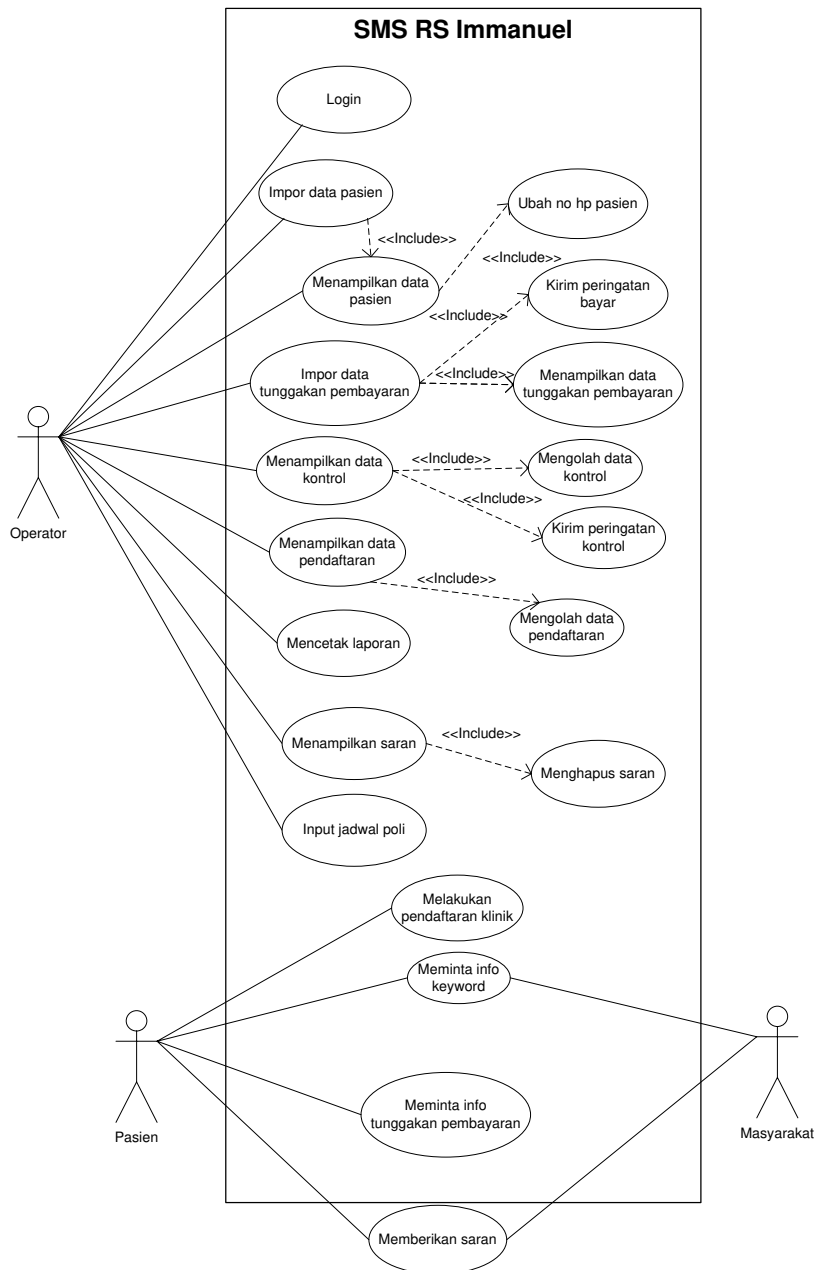 SMS RS Immanuel
Login
Impor data pasien
Ubah no hp pasien
<<Include>>
Menampilkan data
pasien
<<Include>>
Kirim peringatan
bayar
<<Include>>
Impor data
tunggakan pembayaran
<<Include>>
Menampilkan data
tunggakan pembayaran
Operator
Menampilkan data
kontrol
<<Include>>
Mengolah data
kontrol
<<Include>>
Kirim peringatan
kontrol
Menampilkan data
pendaftaran
<<Include>>
Mengolah data
pendaftaran
Mencetak laporan
Menampilkan saran
<<Include>>
Menghapus saran
Input jadwal poli
Melakukan
pendaftaran klinik
Meminta info
keyword
Pasien
Meminta info
tunggakan pembayaran
Masyarakat
Memberikan saran